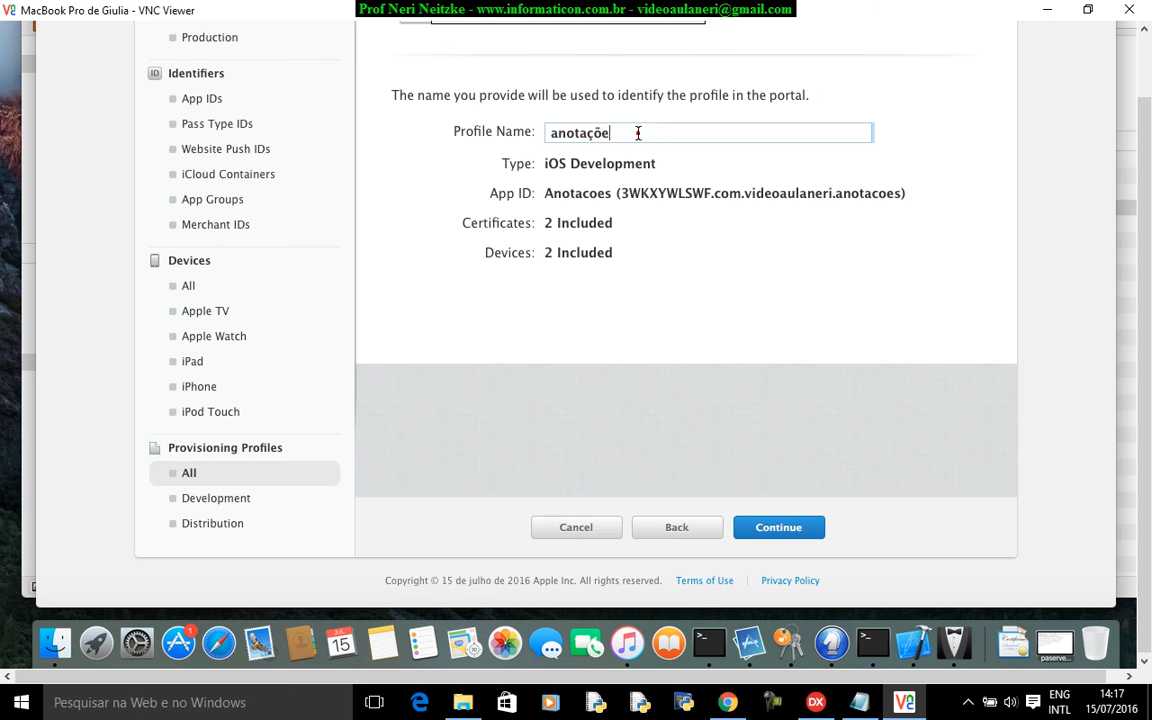 MacBook Pro de Giulia - VNC Viewer
Prof Neri Neitzke - www.informaticon.com.br - videoaulaneri@gmail.com
Production
ID Identifiers
App IDs
Pass Type IDs
Website Push IDs
iCloud Containers
App Groups
Merchant IDs
Devices
All
Apple TV
Apple Watch
iPad
iPhone
iPod Touch
Provisioning Profiles
All
Development
Distribution
The name you provide will be used to identify the profile in the portal.
Profile Name: anotaçõe
Type: iOS Development
App ID: Anotacoes (3WKXYWLSWF.com.videoaulaneri.anotacoes)
Certificates: 2 Included
Devices: 2 Included
Cancel Back Continue
Copyright © 15 de julho de 2016 Apple Inc. All rights reserved. Terms of Use Privacy Policy
1
JUL
15
paserve...
Pesquisar na Web e no Windows
ENG
INTL
14:17
15/07/2016